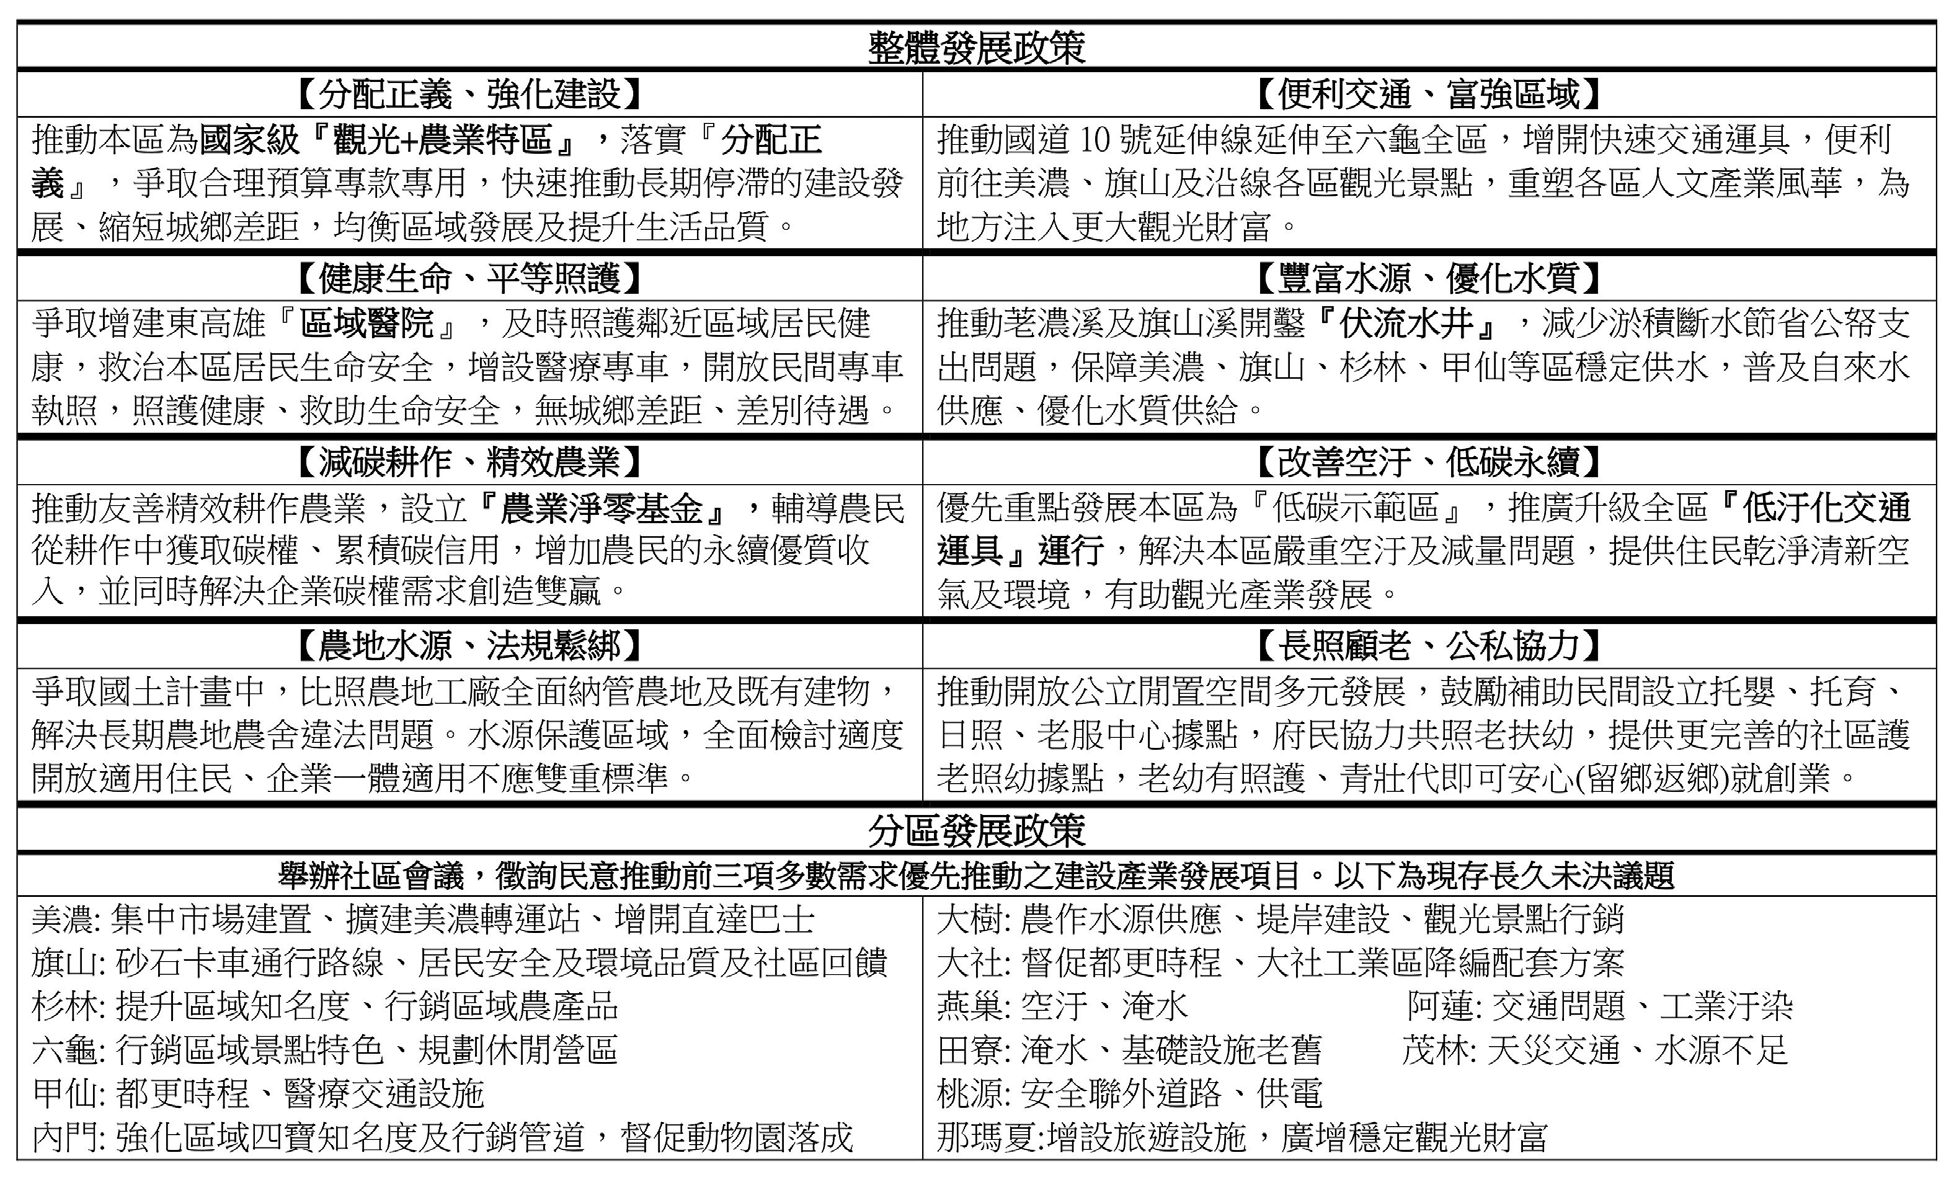 整體發展政策
【分配正義、強化建設】
推動本區為國家級『觀光+農業特區』，落實『分配正
義』，爭取合理預算專款專用，快速推動長期停滯的建設發
展、縮短城鄉差距，均衡區域發展及提升生活品質。
【便利交通、富強區域】
推動國道 10 號延伸線延伸至六龜全區，增開快速交通運具，便利
前往美濃、旗山及沿線各區觀光景點，重塑各區人文產業風華，為
地方注入更大觀光財富。
【健康生命、平等照護】
爭取增建東高雄『區域醫院』，及時照護鄰近區域居民健
康，救治本區居民生命安全，增設醫療專車，開放民間專車
執照，照護健康、救助生命安全，無城鄉差距、差別待遇。
【豐富水源、優化水質】
推動荖濃溪及旗山溪開鑿『伏流水井』，減少淤積斷水節省公帑支
出問題，保障美濃、旗山、杉林、甲仙等區穩定供水，普及自來水
供應、優化水質供給。
【減碳耕作、精效農業】
推動友善精效耕作農業，設立『農業淨零基金』，輔導農民
從耕作中獲取碳權、累積碳信用，增加農民的永續優質收
入，並同時解決企業碳權需求創造雙贏。
【改善空汙、低碳永續】
優先重點發展本區為『低碳示範區』，推廣升級全區『低汙化交通
運具』運行，解決本區嚴重空汙及減量問題，提供住民乾淨清新空
氣及環境，有助觀光產業發展。
【農地水源、法規鬆綁】
爭取國土計畫中，比照農地工廠全面納管農地及既有建物，
解決長期農地農舍違法問題。水源保護區域，全面檢討適度
開放適用住民、企業一體適用不應雙重標準。
【長照顧老、公私協力】
推動開放公立閒置空間多元發展，鼓勵補助民間設立托嬰、托育、
日照、老服中心據點，府民協力共照老扶幼，提供更完善的社區護
老照幼據點，老幼有照護、青壯代即可安心(留鄉返鄉)就創業。
分區發展政策
舉辦社區會議，徵詢民意推動前三項多數需求優先推動之建設產業發展項目。以下為現存長久未決議題
美濃: 集中市場建置、擴建美濃轉運站、增開直達巴士
旗山: 砂石卡車通行路線、居民安全及環境品質及社區回饋
杉林: 提升區域知名度、行銷區域農產品
六龜: 行銷區域景點特色、規劃休閒營區
甲仙: 都更時程、醫療交通設施
內門: 強化區域四寶知名度及行銷管道，督促動物園落成
大樹: 農作水源供應、堤岸建設、觀光景點行銷
大社: 督促都更時程、大社工業區降編配套方案
燕巢: 空汙、淹水 阿蓮: 交通問題、工業汙染
田寮: 淹水、基礎設施老舊 茂林: 天災交通、水源不足
桃源: 安全聯外道路、供電
那瑪夏:增設旅遊設施，廣增穩定觀光財富